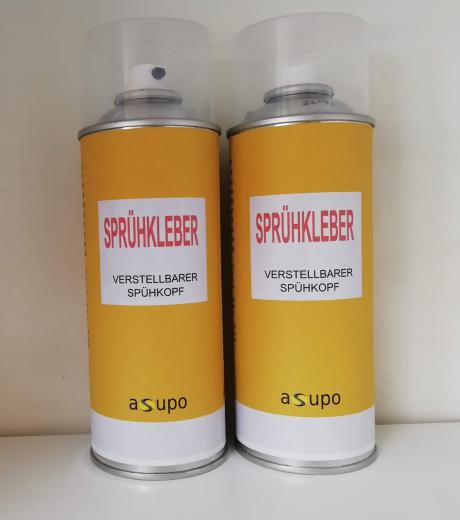 SPRÜHKLEBER
VERSTELLBARER
SPÜHKOPF
asupo
SPRÜHKLEBER
VERSTELLBARER
SPÜHKOPF
asupo